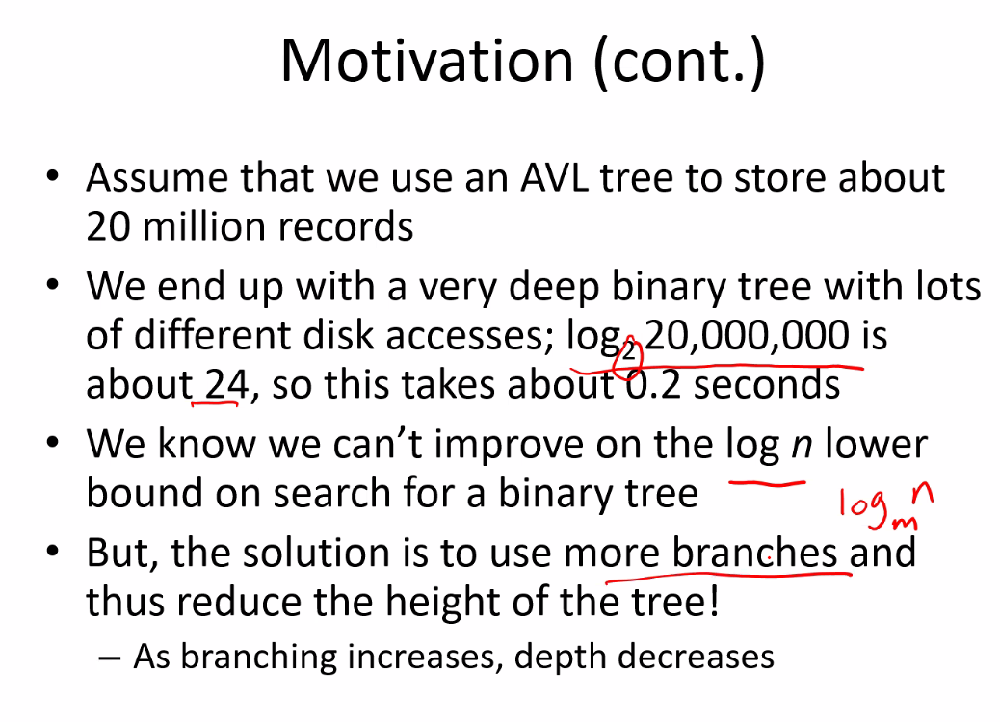 Motivation (cont.)
• Assume that we use an AVL tree to store about
20 million records
• We end up with a very deep binary tree with lots
of different disk accesses; log₂ 20,000,000 is
about 24, so this takes about 0.2 seconds
• We know we can’t improve on the log n lower
bound on search for a binary tree
logₘ n
• But, the solution is to use more branches and
thus reduce the height of the tree!
– As branching increases, depth decreases